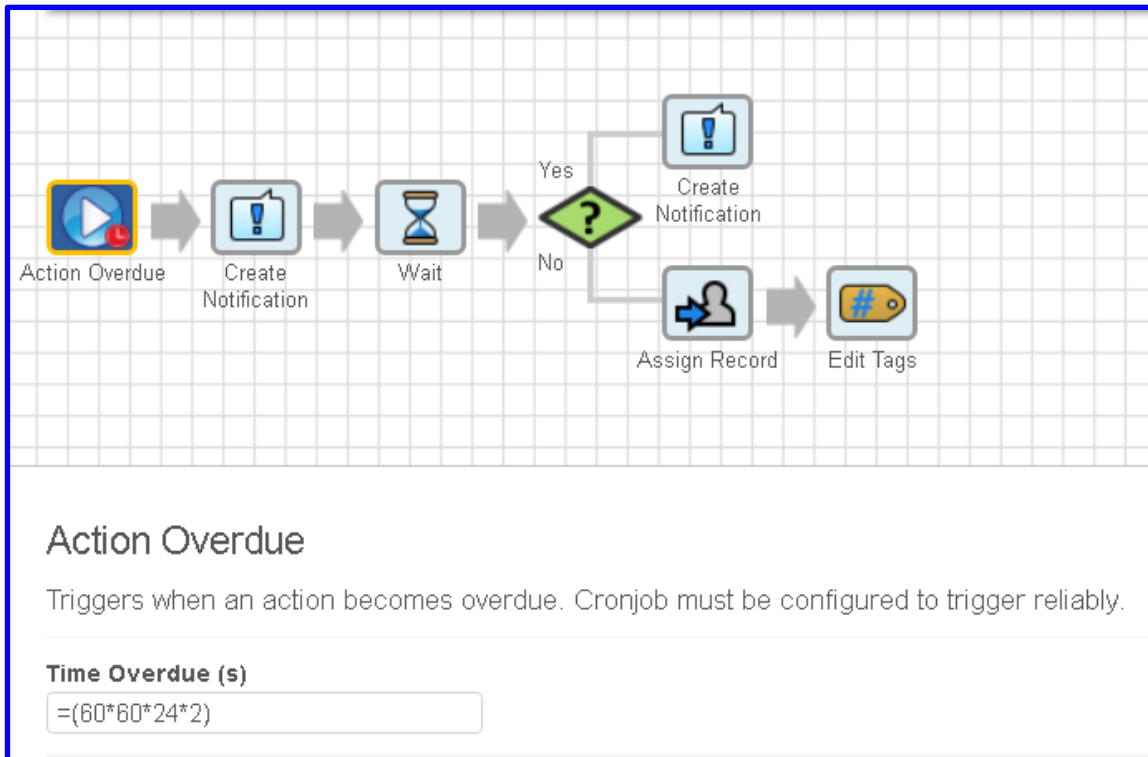 Yes
Create
Notification
No
Action Overdue
Create
Notification
Wait
Assign Record
Edit Tags
Action Overdue
Triggers when an action becomes overdue. Cronjob must be configured to trigger reliably.
Time Overdue (s)
=(60*60*24*2)